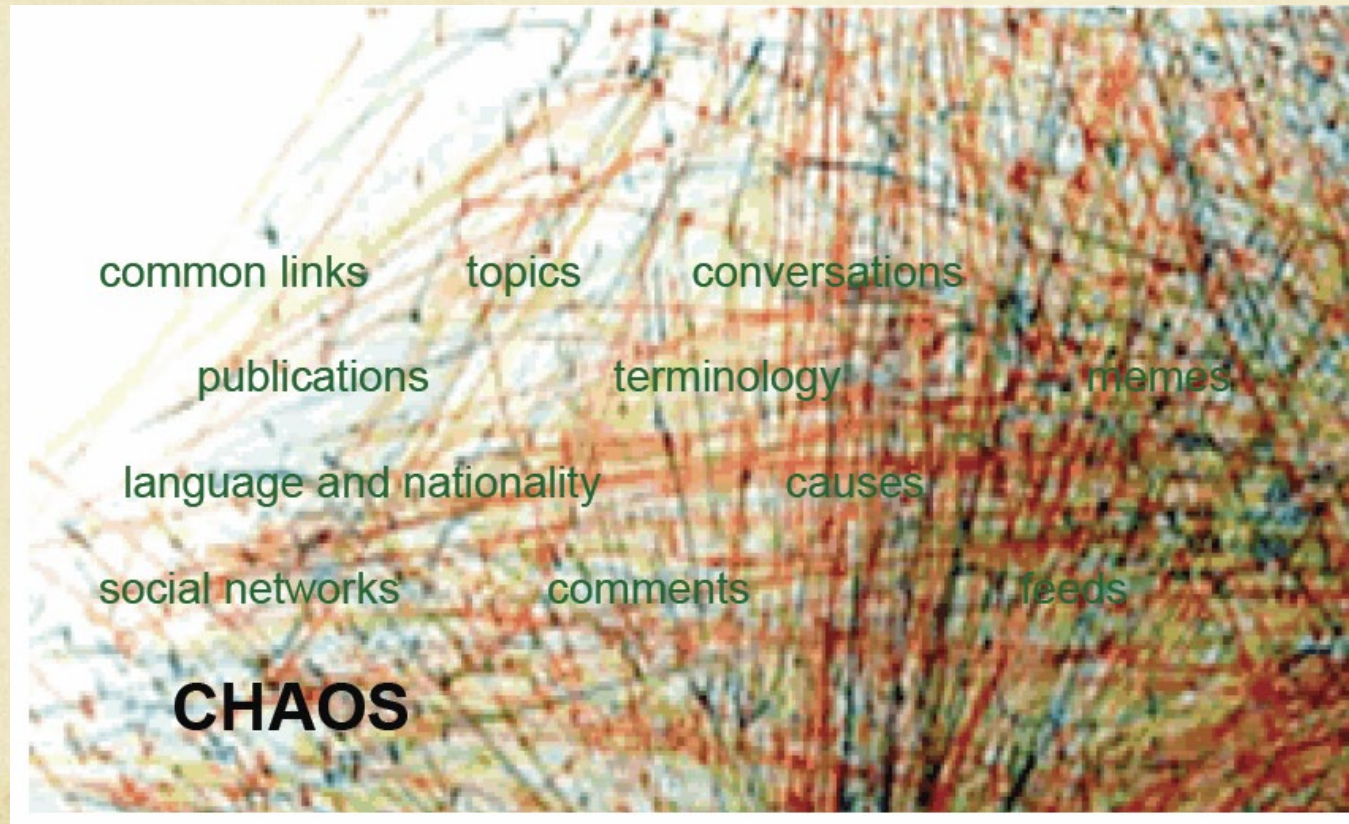 common links topics conversations
publications terminology memes
language and nationality causes
social networks comments feeds
CHAOS